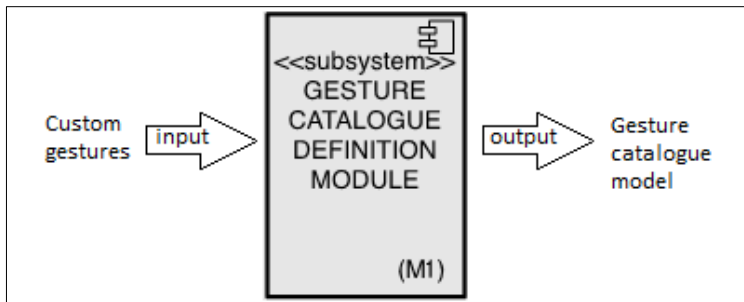 Custom
gestures
input
<<subsystem>>
GESTURE
CATALOGUE
DEFINITION
MODULE
(M1)
output
Gesture
catalogue
model